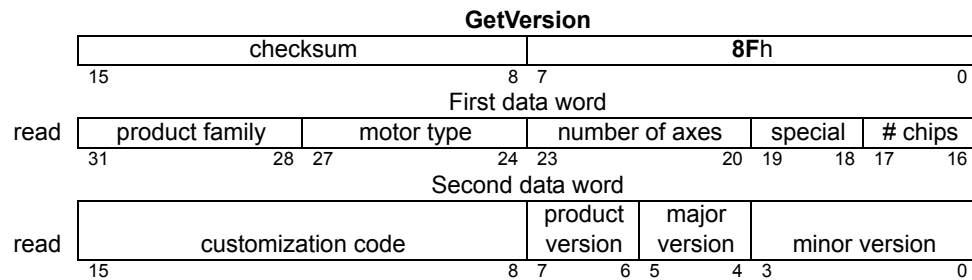 GetVersion
checksum 8Fh
15 8 7 0
First data word
read product family motor type number of axes special # chips
31 28 27 24 23 20 19 18 17 16
Second data word
product major
read customization code version version minor version
15 8 7 6 5 4 3 0